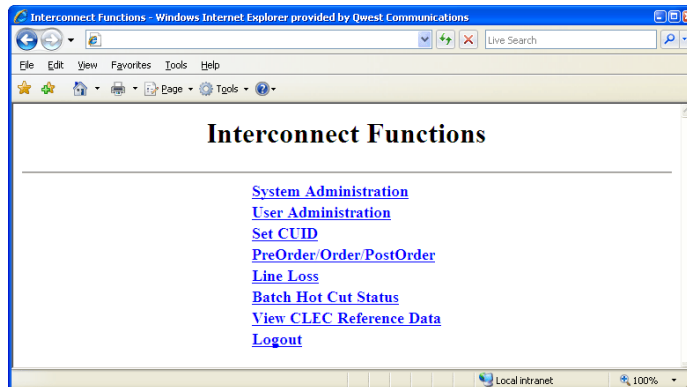 Interconnect Functions - Windows Internet Explorer provided by Qwest Communications
Live Search
File Edit View Favorites Tools Help
Page Tools
Interconnect Functions
System Administration
User Administration
Set CUID
PreOrder/Order/PostOrder
Line Loss
Batch Hot Cut Status
View CLEC Reference Data
Logout
Local intranet 100%